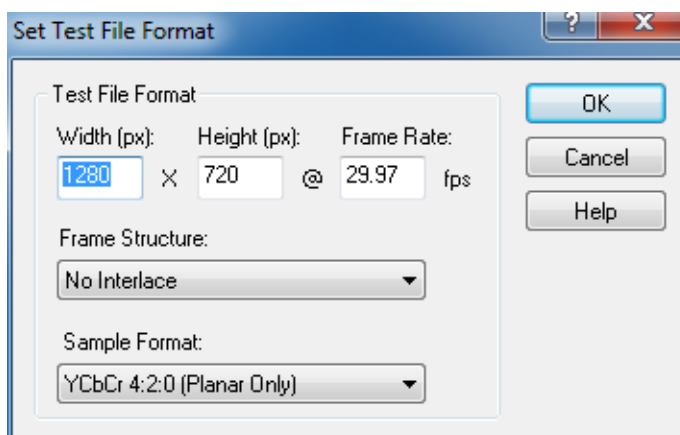 Set Test File Format
? X
Test File Format
OK
Width (px): Height (px): Frame Rate:
1280 X 720 @ 29.97 fps
Cancel
Help
Frame Structure:
No Interlace
Sample Format:
YCbCr 4:2:0 (Planar Only)